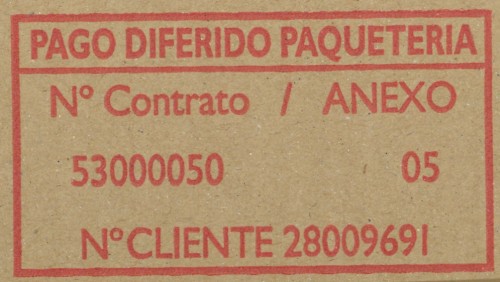 PAGO DIFERIDO PAQUETERIA
Nº Contrato / ANEXO
53000050 05
NºCLIENTE 28009691